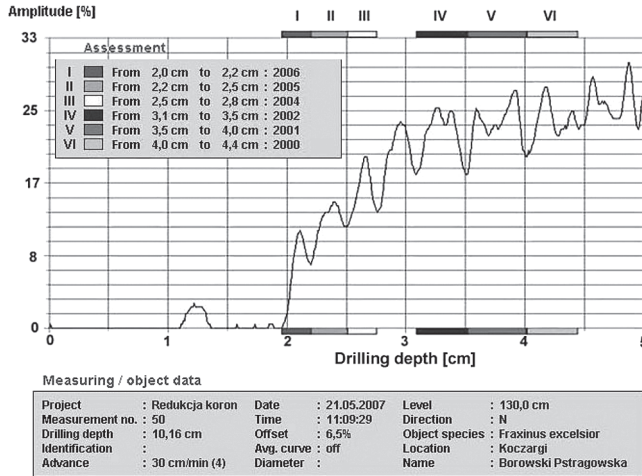 Amplitude [%]
I II III IV V VI
33
Assessment
I From 2,0 cm to 2,2 cm : 2006
II From 2,2 cm to 2,5 cm : 2005
III From 2,5 cm to 2,8 cm : 2004
IV From 3,1 cm to 3,5 cm : 2002
V From 3,5 cm to 4,0 cm : 2001
VI From 4,0 cm to 4,4 cm : 2000
25
17
8
0
0 1 2 3 4
Drilling depth [cm]
Measuring / object data
Project : Redukcja koron Date : 21.05.2007 Level : 130,0 cm
Measurement no. : 50 Time : 11:09:29 Direction : N
Drilling depth : 10,16 cm Offset : 6,5% Object species : Fraxinus excelsior
Identification : Avg. curve : off Location : Koczargi
Advance : 30 cm/min (4) Diameter : Name : Borowski Pstragowska